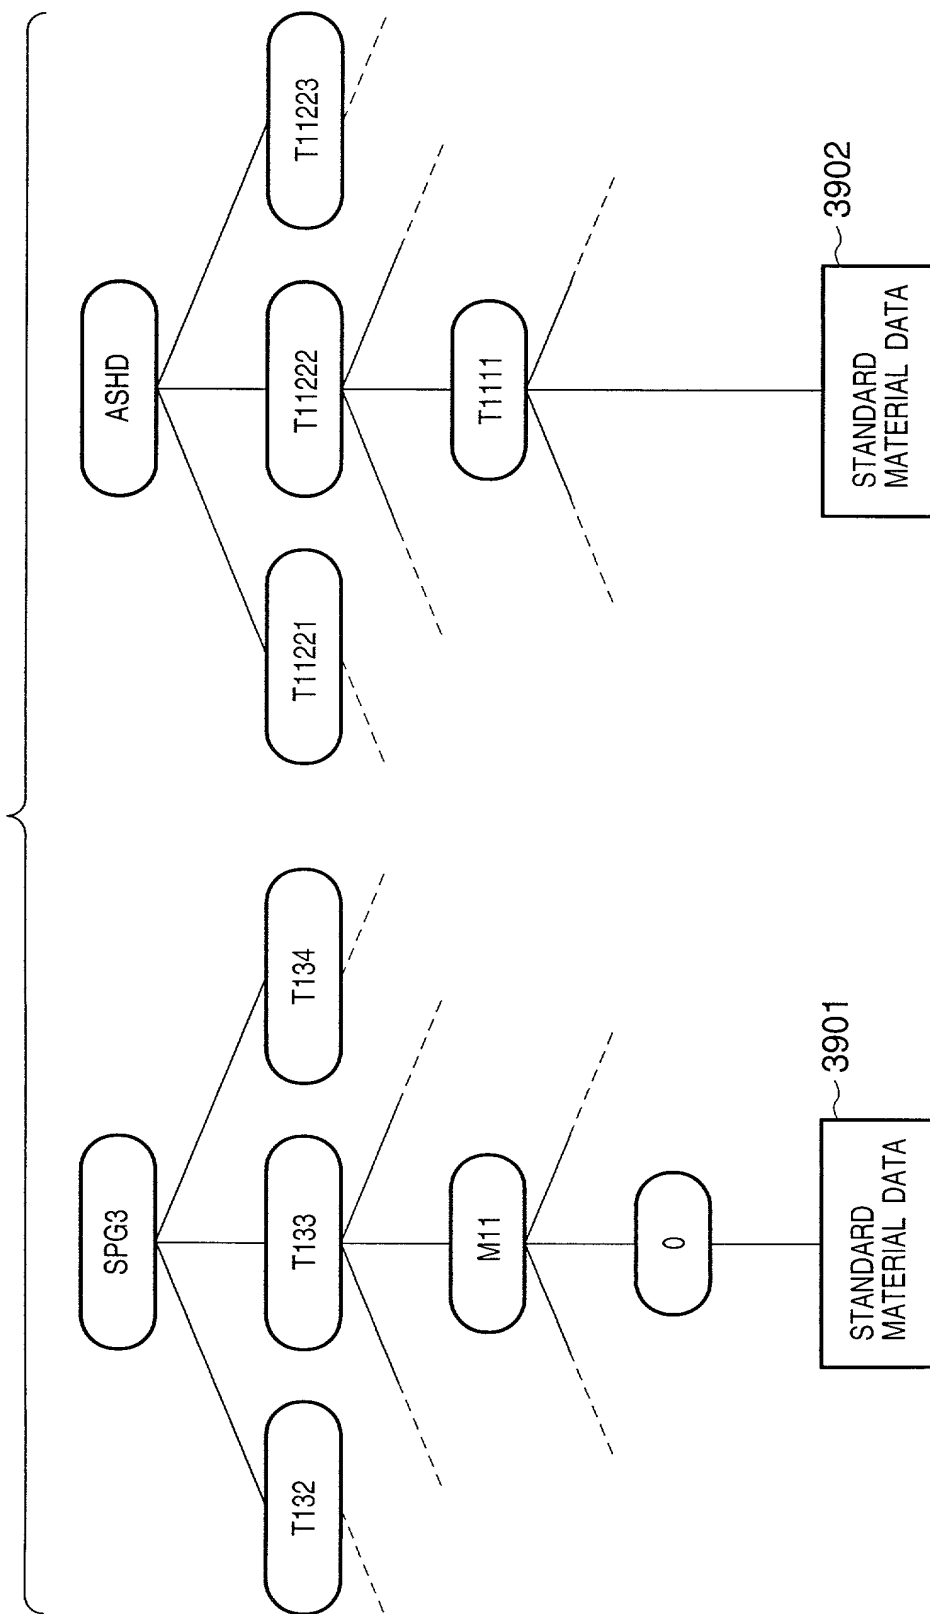 SPG3
T132
T133
T134
M11
0
STANDARD
MATERIAL DATA
3901
ASHD
T11221
T11222
T11223
T1111
STANDARD
MATERIAL DATA
3902